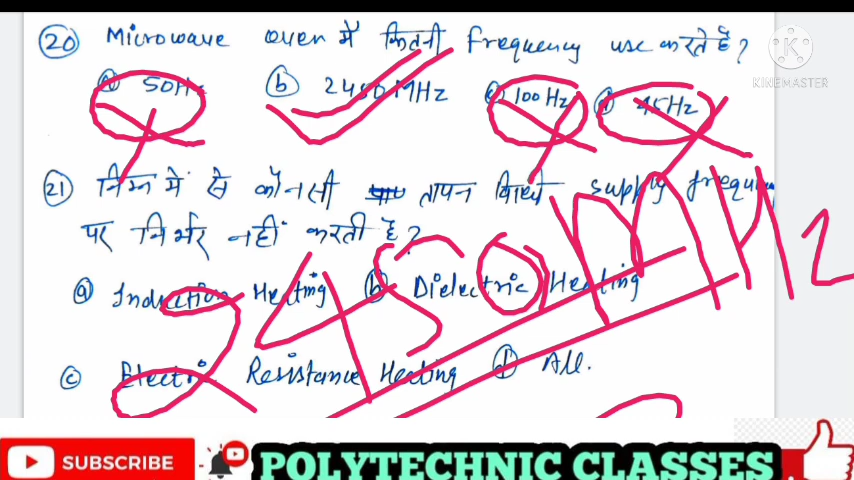 (20) Microwave oven में कितनी frequency use करते है?
KINEMASTER
(a) 50Hz (b) 2450 MHz (c) 100 Hz (d) 45Hz
(21) निम्न में से कौनसी तापन विधि supply frequency
पर निर्भर नहीं करती है?
2450 MHz
(a) Induction Heating (b) Dielectric Heating
(c) Electric Resistance Heating (d) All.
SUBSCRIBE
POLYTECHNIC CLASSES